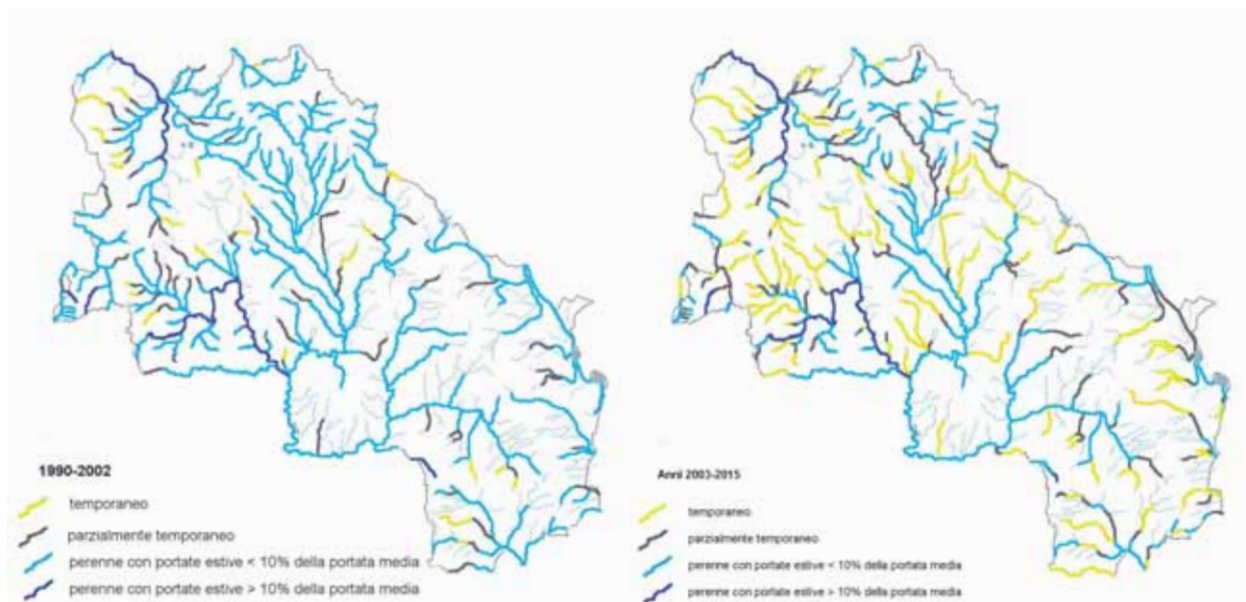 1990-2002
temporaneo
parzialmente temporaneo
perenne con portate estive < 10% della portata media
perenne con portate estive > 10% della portata media
Anni 2003-2015
temporaneo
parzialmente temporaneo
perenne con portate estive < 10% della portata media
perenne con portate estive > 10% della portata media